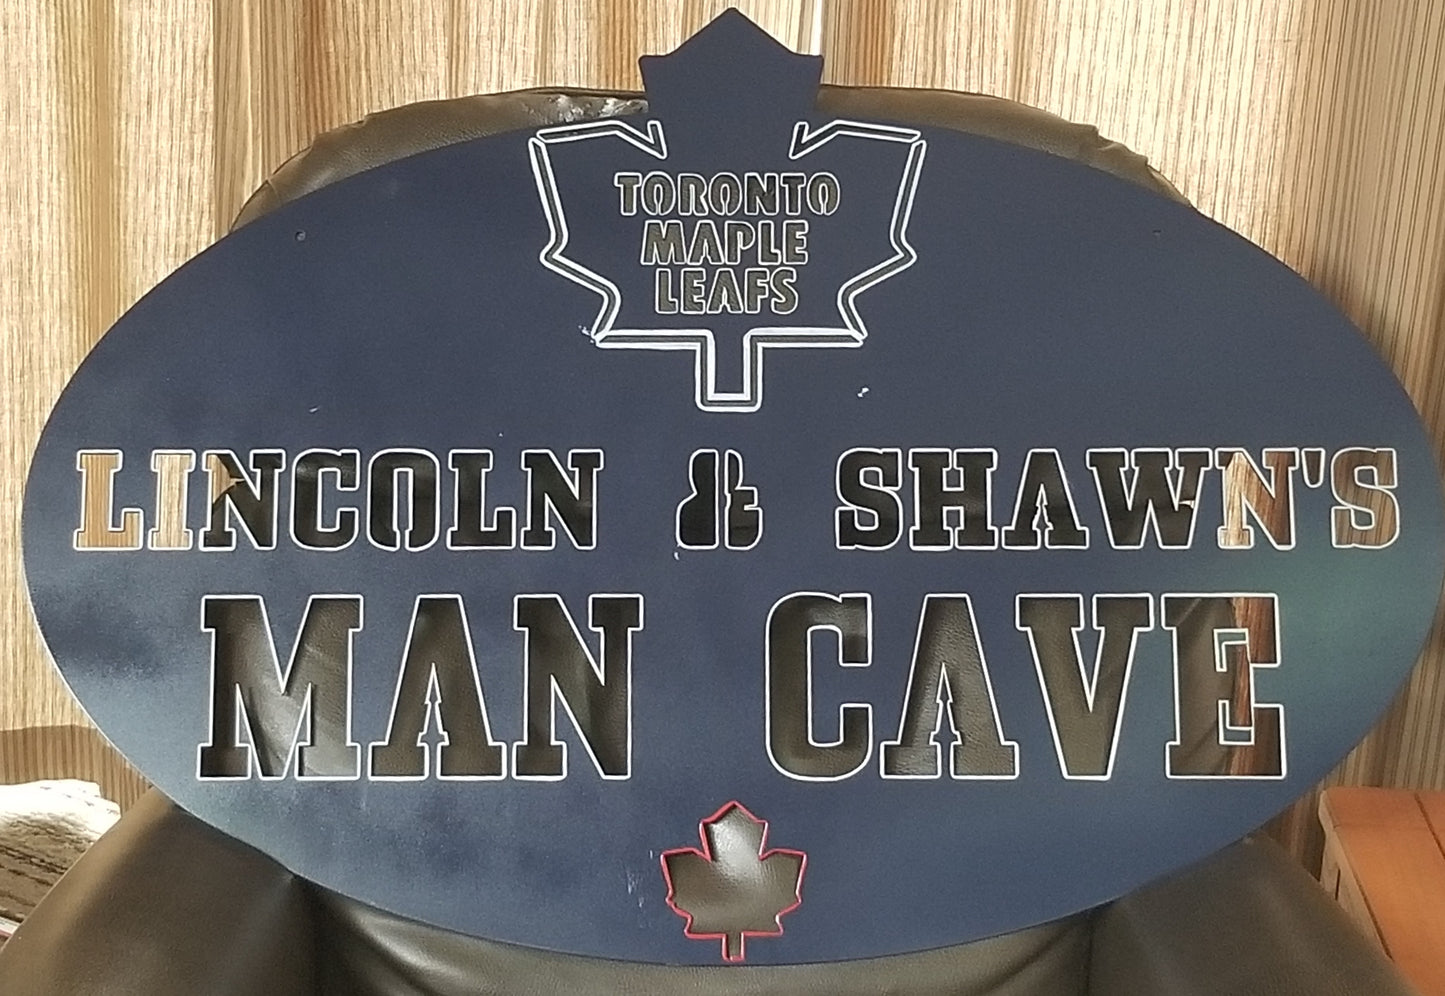 TORONTO
MAPLE
LEAFS
LINCOLN & SHAWN'S
MAN CAVE